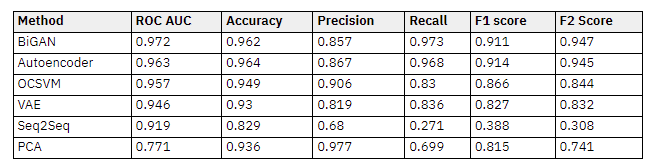 Method ROC AUC Accuracy Precision Recall F1 score F2 Score
BiGAN 0.972 0.962 0.857 0.973 0.911 0.947
Autoencoder 0.963 0.964 0.867 0.968 0.914 0.945
OCSVM 0.957 0.949 0.906 0.83 0.866 0.844
VAE 0.946 0.93 0.819 0.836 0.827 0.832
Seq2Seq 0.919 0.829 0.68 0.271 0.388 0.308
PCA 0.771 0.936 0.977 0.699 0.815 0.741